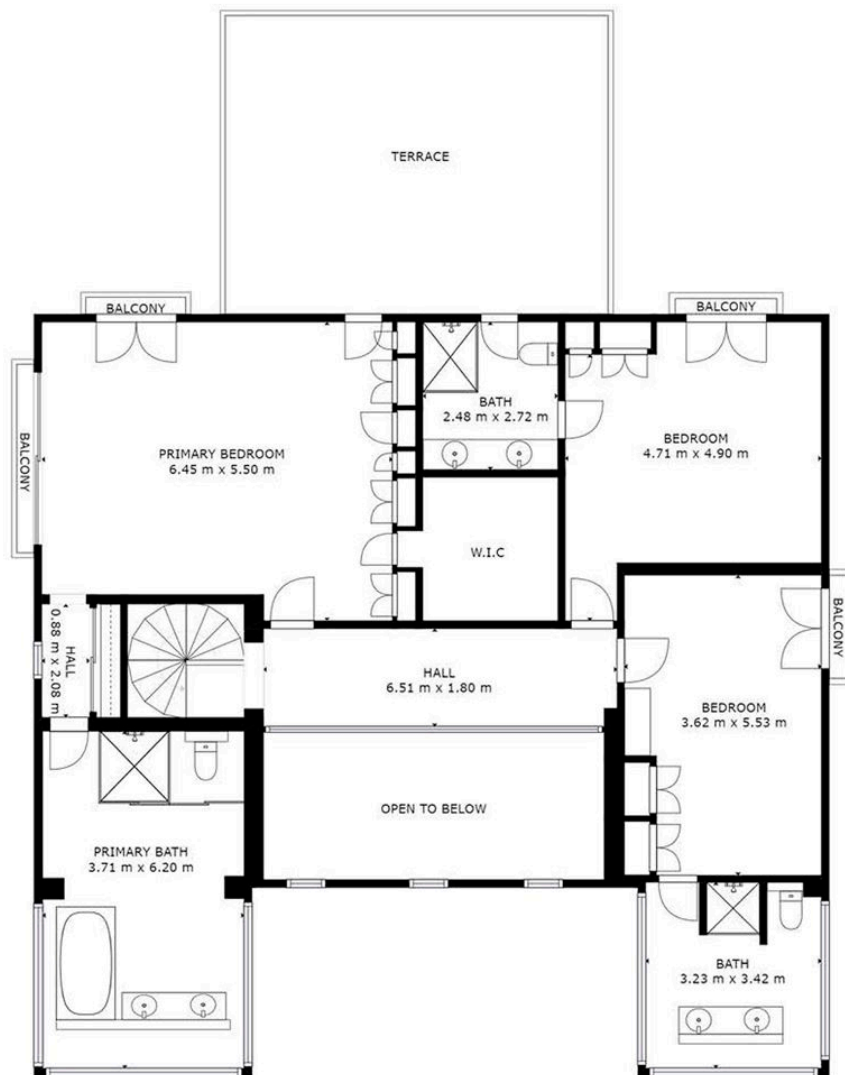 TERRACE
BALCONY
BALCONY
BALCONY
PRIMARY BEDROOM
6.45 m x 5.50 m
BATH
2.48 m x 2.72 m
BEDROOM
4.71 m x 4.90 m
W.I.C
HALL
0.88 m x 2.08 m
HALL
6.51 m x 1.80 m
BALCONY
BEDROOM
3.62 m x 5.53 m
OPEN TO BELOW
PRIMARY BATH
3.71 m x 6.20 m
BATH
3.23 m x 3.42 m